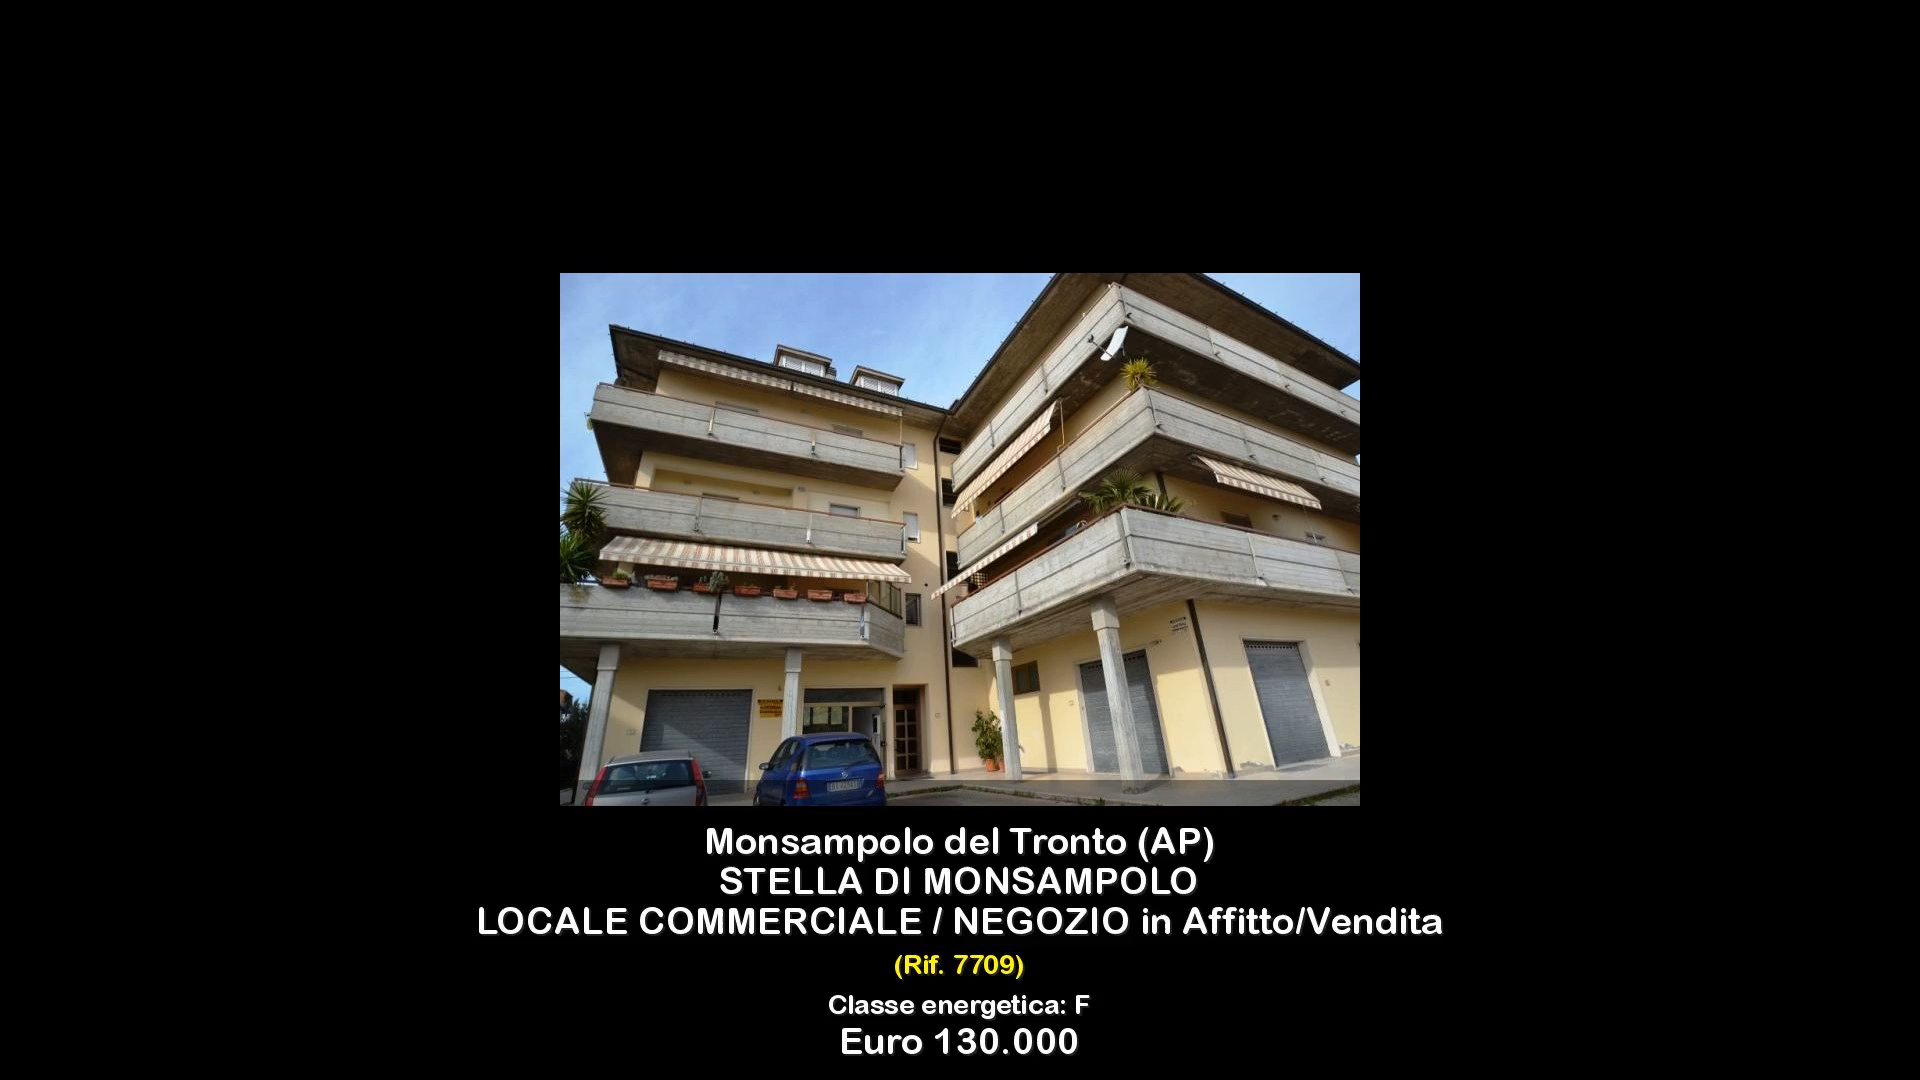 Monsampolo del Tronto (AP)
STELLA DI MONSAMPOLO
LOCALE COMMERCIALE / NEGOZIO in Affitto/Vendita
(Rif. 7709)
Classe energetica: F
Euro 130.000